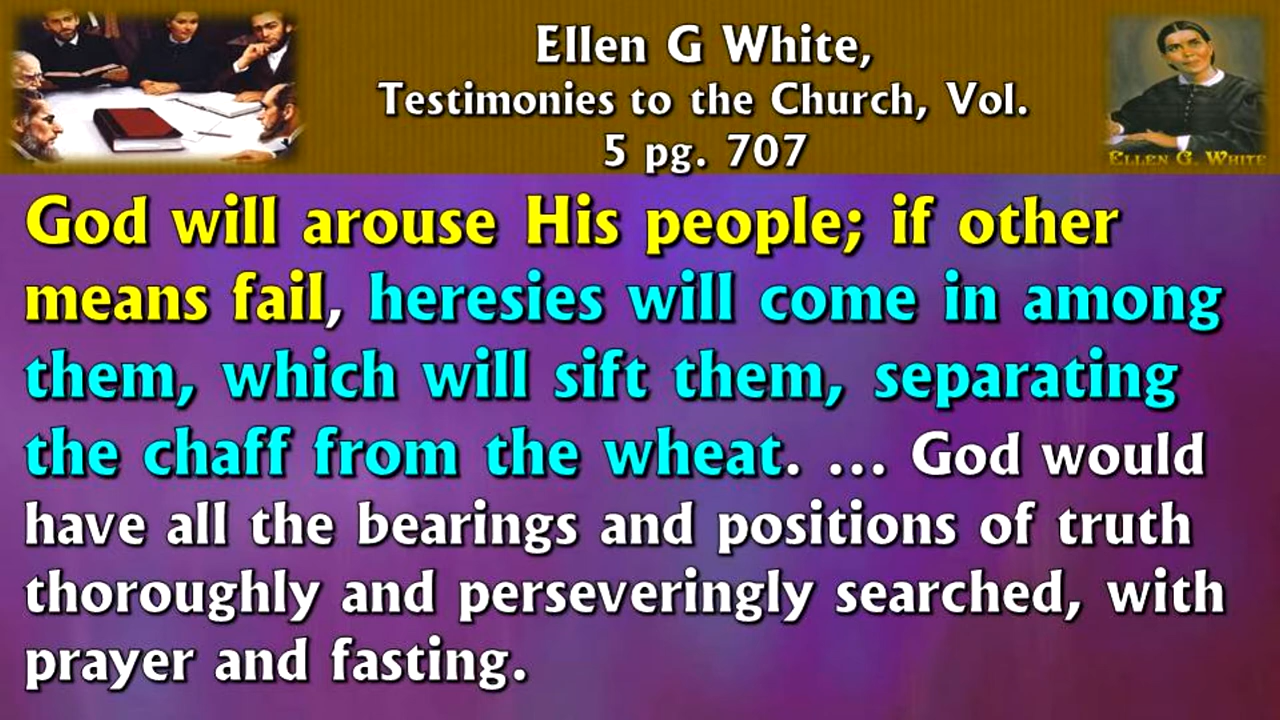 Ellen G White,
Testimonies to the Church, Vol.
5 pg. 707
ELLEN G. WHITE
God will arouse His people; if other
means fail, heresies will come in among
them, which will sift them, separating
the chaff from the wheat. ... God would
have all the bearings and positions of truth
thoroughly and perseveringly searched, with
prayer and fasting.